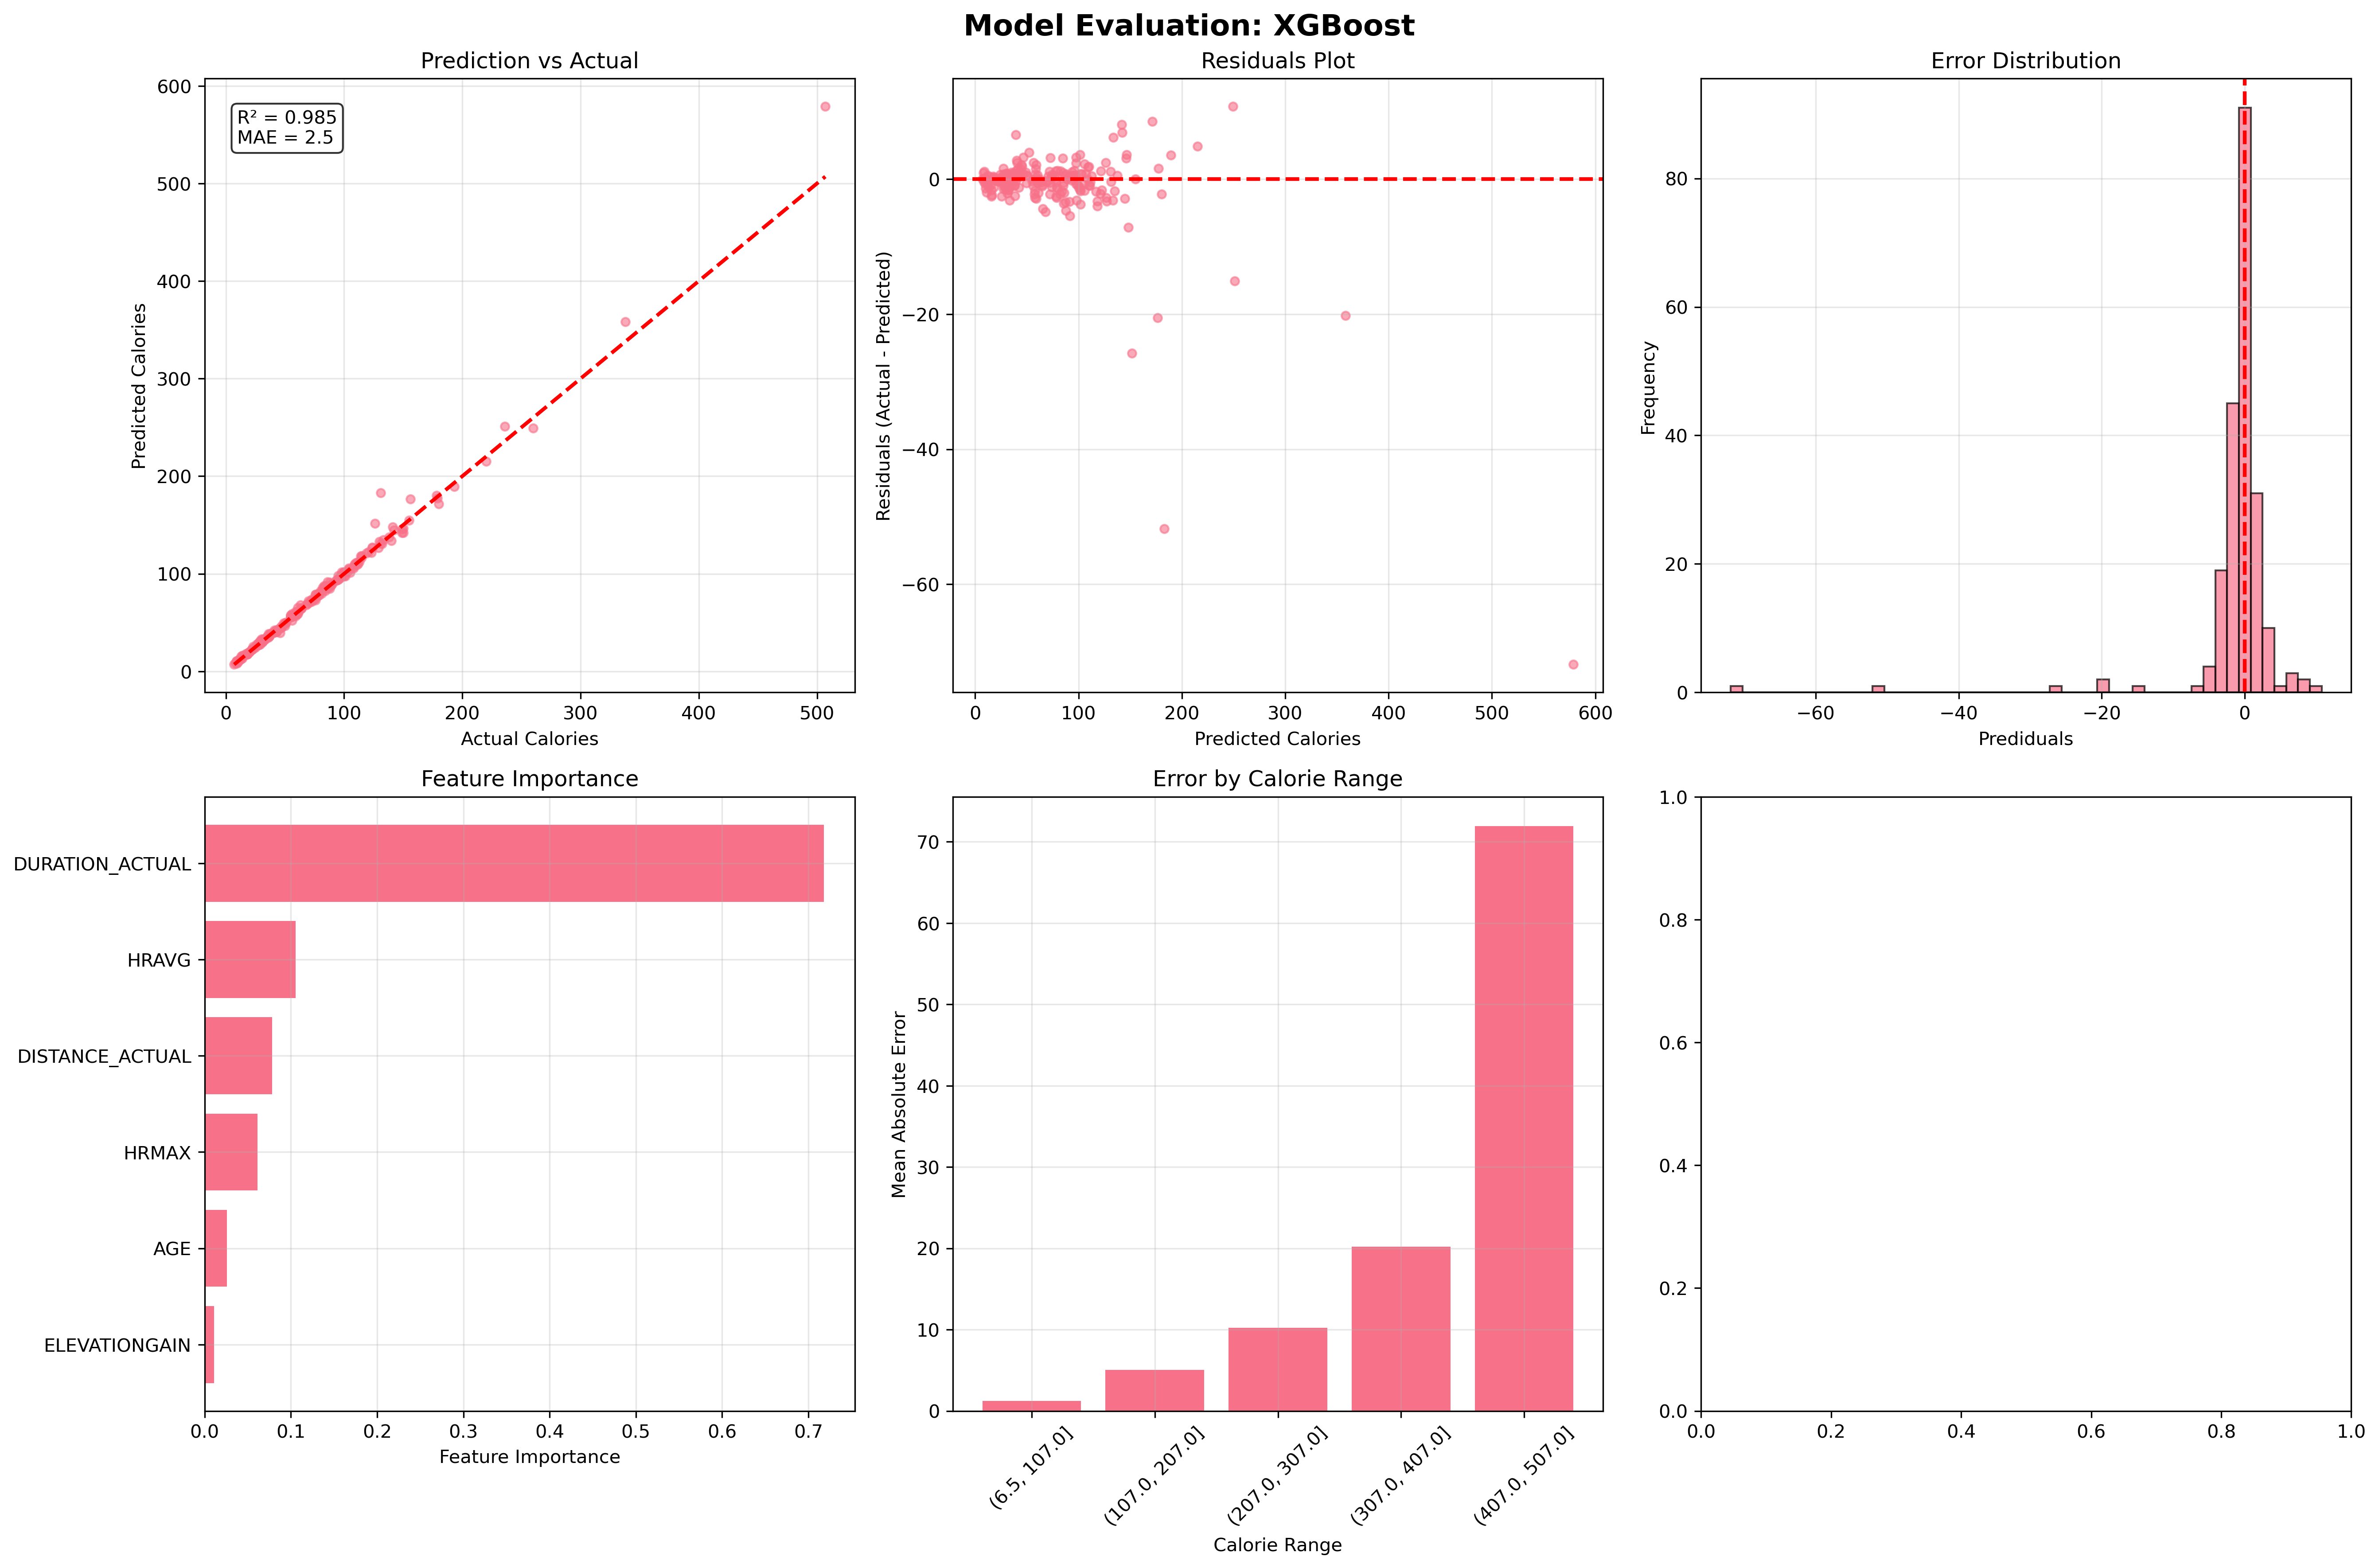 Model Evaluation: XGBoost
Prediction vs Actual
R² = 0.985
MAE = 2.5
600
500
400
300
200
100
0
Predicted Calories
0 100 200 300 400 500
Actual Calories
Residuals Plot
0
−20
−40
−60
Residuals (Actual - Predicted)
0 100 200 300 400 500 600
Predicted Calories
Error Distribution
80
60
40
20
0
Frequency
−60 −40 −20 0
Prediduals
Feature Importance
DURATION_ACTUAL
HRAVG
DISTANCE_ACTUAL
HRMAX
AGE
ELEVATIONGAIN
0.0 0.1 0.2 0.3 0.4 0.5 0.6 0.7
Feature Importance
Error by Calorie Range
70
60
50
40
30
20
10
0
Mean Absolute Error
(6.5, 107.0]
(107.0, 207.0]
(207.0, 307.0]
(307.0, 407.0]
(407.0, 507.0]
Calorie Range
1.0
0.8
0.6
0.4
0.2
0.0
0.0 0.2 0.4 0.6 0.8 1.0